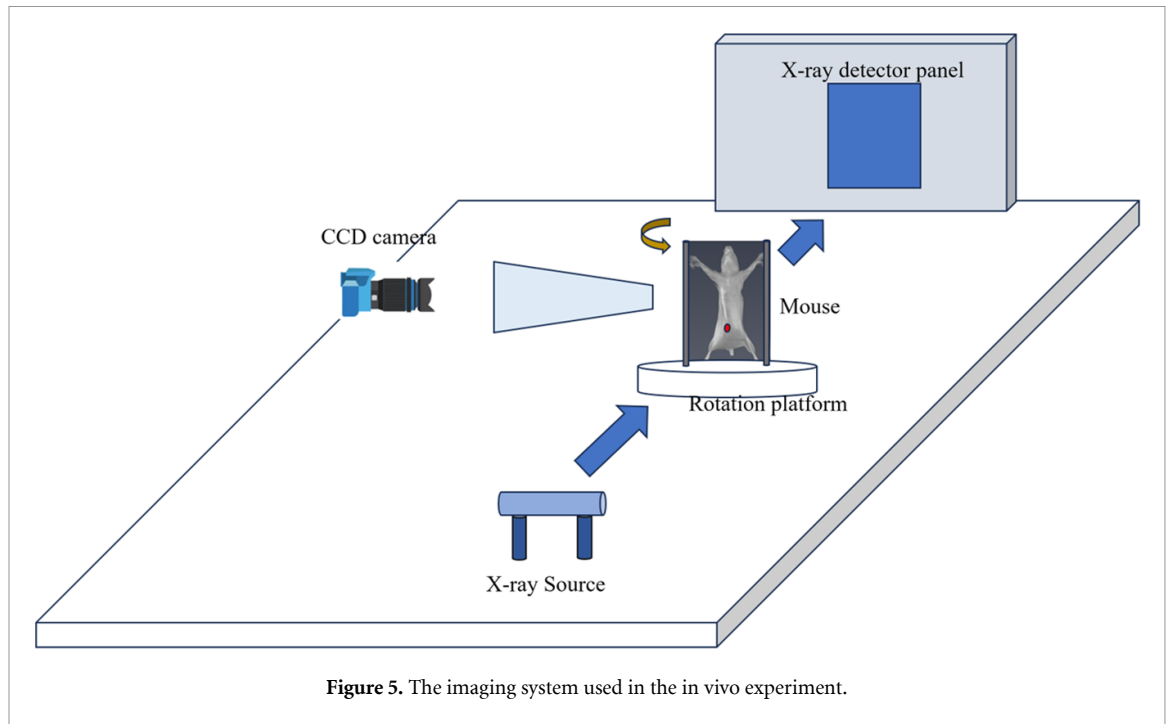 X-ray detector panel
CCD camera
Mouse
Rotation platform
X-ray Source
Figure 5. The imaging system used in the in vivo experiment.